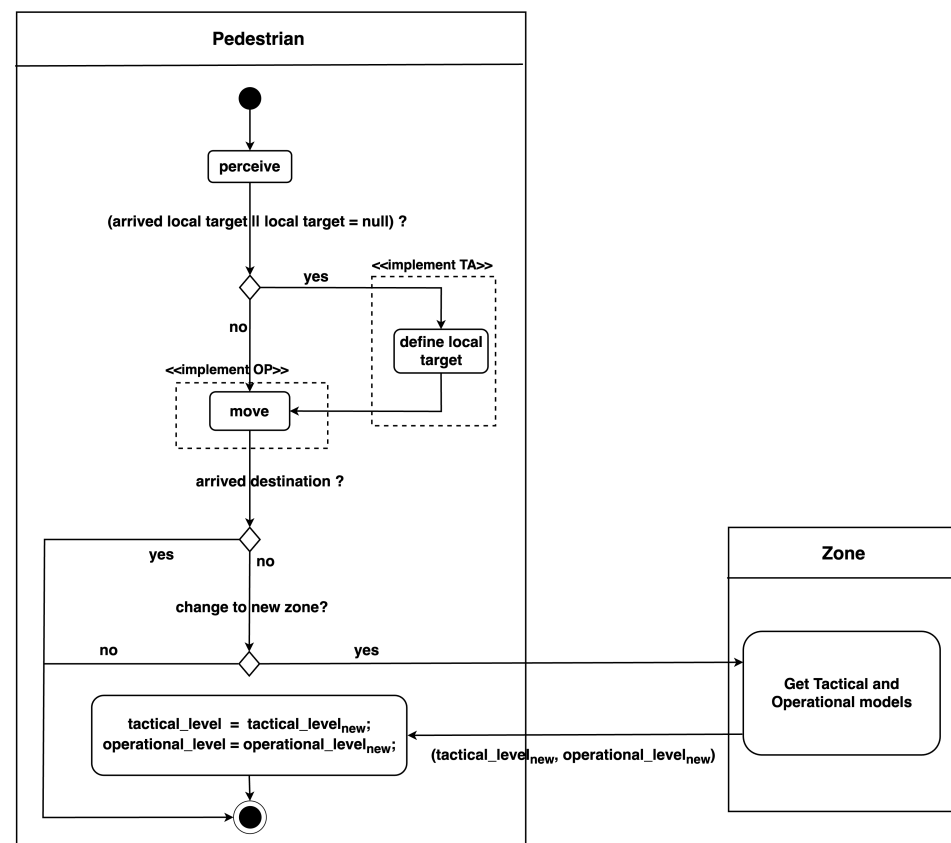 Pedestrian
perceive
(arrived local target || local target = null) ?
<<implement TA>>
yes
no
define local
target
<<implement OP>>
move
arrived destination ?
yes
no
Zone
change to new zone?
no
yes
Get Tactical and
Operational models
tactical_level = tactical_levelnew;
operational_level = operational_levelnew;
(tactical_levelnew, operational_levelnew)